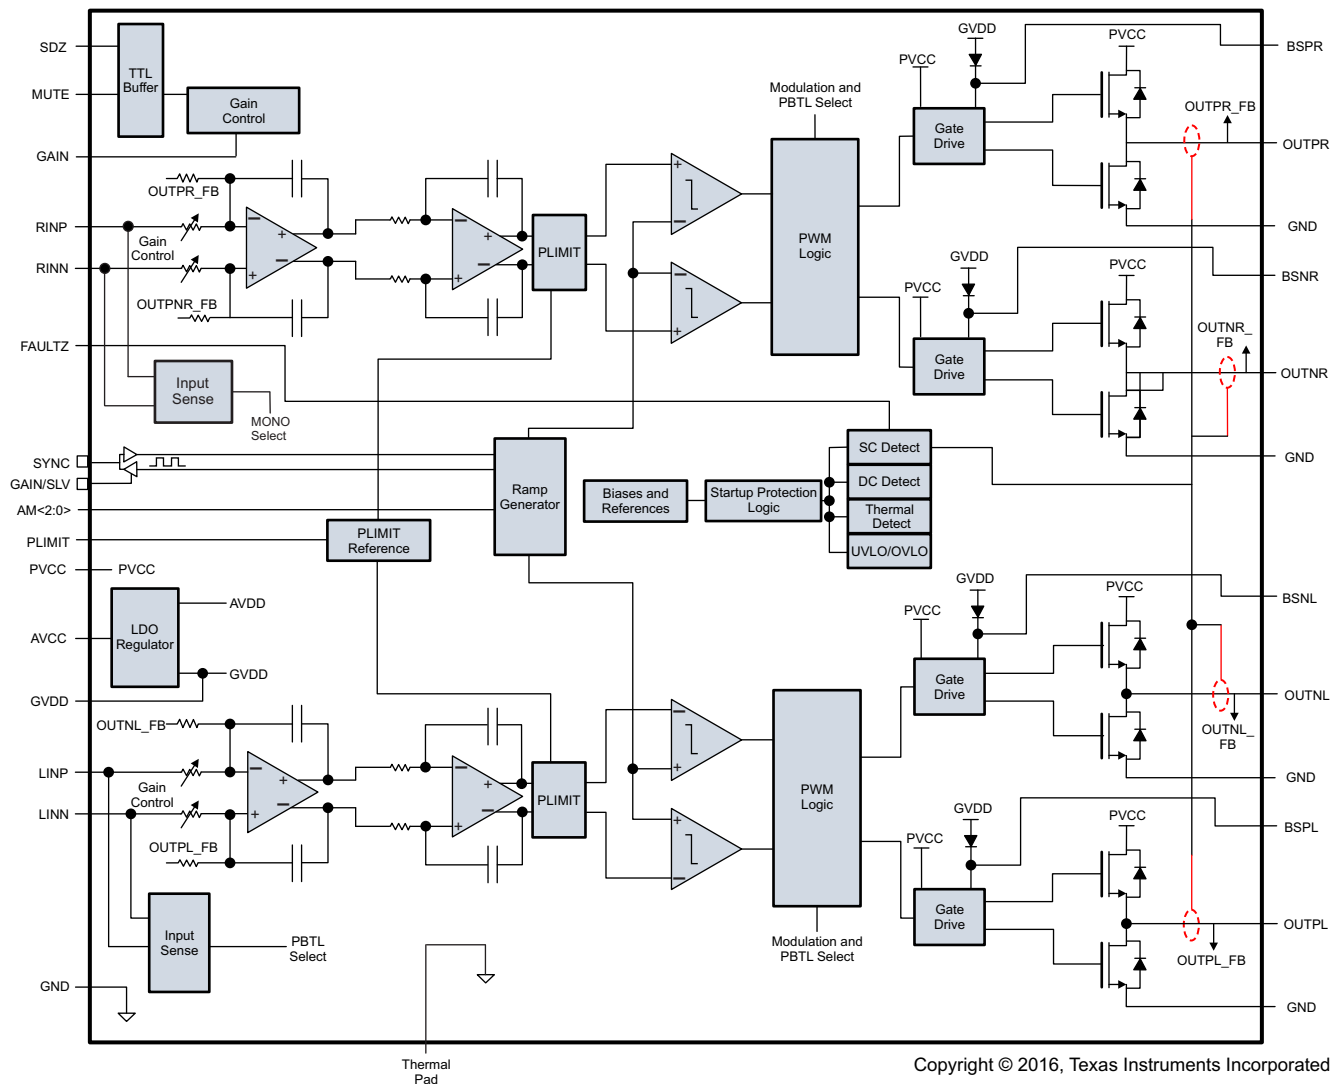 SDZ
MUTE
GAIN
RINP
RINN
FAULTZ
SYNC
GAIN/SLV
AM<2:0>
PLIMIT
PVCC
PVCC
AVCC
GVDD
LINP
LINN
GND
TTL
Buffer
Gain
Control
OUTPR_FB
Gain
Control
OUTPNR_FB
Input
Sense
MONO
Select
PLIMIT
Reference
LDO
Regulator
AVDD
GVDD
OUTNL_FB
Gain
Control
OUTPL_FB
Input
Sense
PBTL
Select
Thermal
Pad
PLIMIT
Ramp
Generator
PLIMIT
Biases and
References
Startup Protection
Logic
SC Detect
DC Detect
Thermal
Detect
UVLO/OVLO
Modulation and
PBTL Select
PWM
Logic
PWM
Logic
Modulation and
PBTL Select
GVDD
PVCC
Gate
Drive
PVCC
OUTPR_FB
BSPR
OUTPR
GND
GVDD
PVCC
Gate
Drive
PVCC
OUTNR_
FB
BSNR
OUTNR
GND
GVDD
PVCC
Gate
Drive
PVCC
OUTNL_
FB
BSNL
OUTNL
GND
GVDD
PVCC
Gate
Drive
PVCC
OUTPL_FB
BSPL
OUTPL
GND
+
−
+
−
+
−
+
−
+
−
−
+
−
+
+
−
−
+
+
−
−
+
+
−
Copyright © 2016, Texas Instruments Incorporated